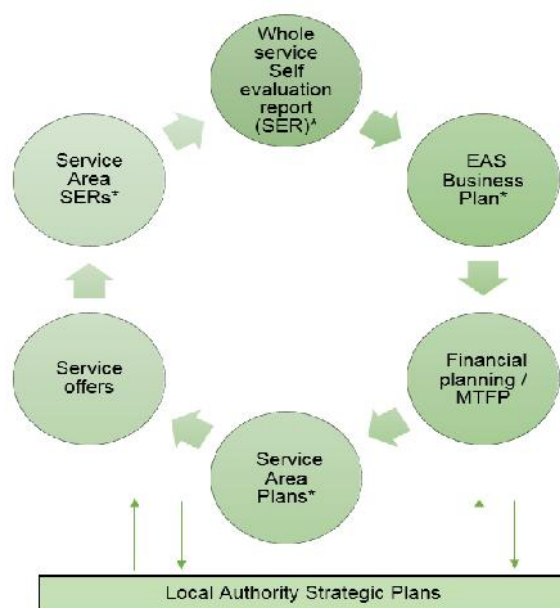 Whole
service
Self
evaluation
report
(SER)*
EAS
Business
Plan*
Financial
planning /
MTFP
Service
Area
Plans*
Service
offers
Service
Area
SERs*
Local Authority Strategic Plans